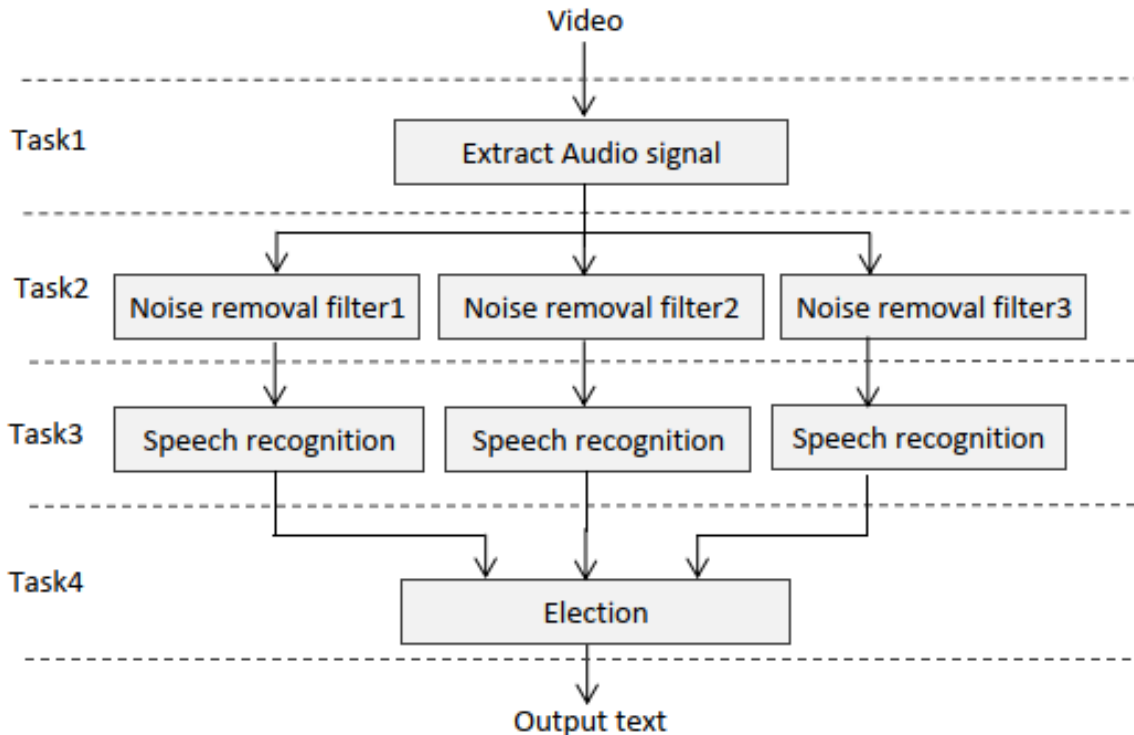 Video
Task1
Extract Audio signal
Task2
Noise removal filter1
Noise removal filter2
Noise removal filter3
Task3
Speech recognition
Speech recognition
Speech recognition
Task4
Election
Output text